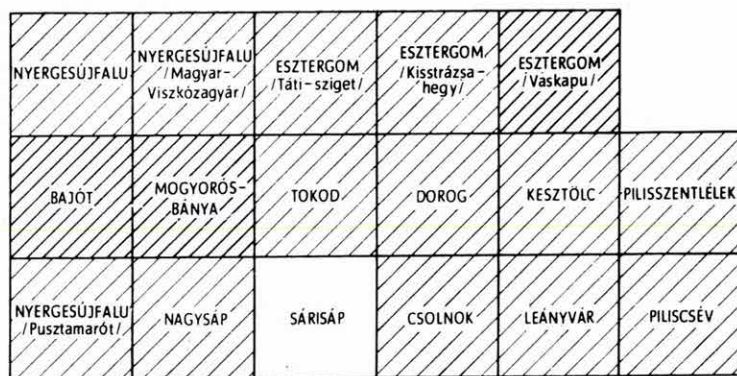 NYERGESÚJFALU
NYERGESÚJFALU
/Magyar-
Viszkózagyár/
ESZTERGOM
/Táti-sziget/
ESZTERGOM
/Kisstrázsa-
hegy/
ESZTERGOM
/Vaskapu/
BAJÓT
MOGYORÓS-
BÁNYA
TOKOD
DOROG
KESZTÖLC
PILISSZENTLÉLEK
NYERGESÚJFALU
/Pusztamarót/
NAGYSÁP
SÁRISÁP
CSOLNOK
LEÁNYVÁR
PILISCSÉV